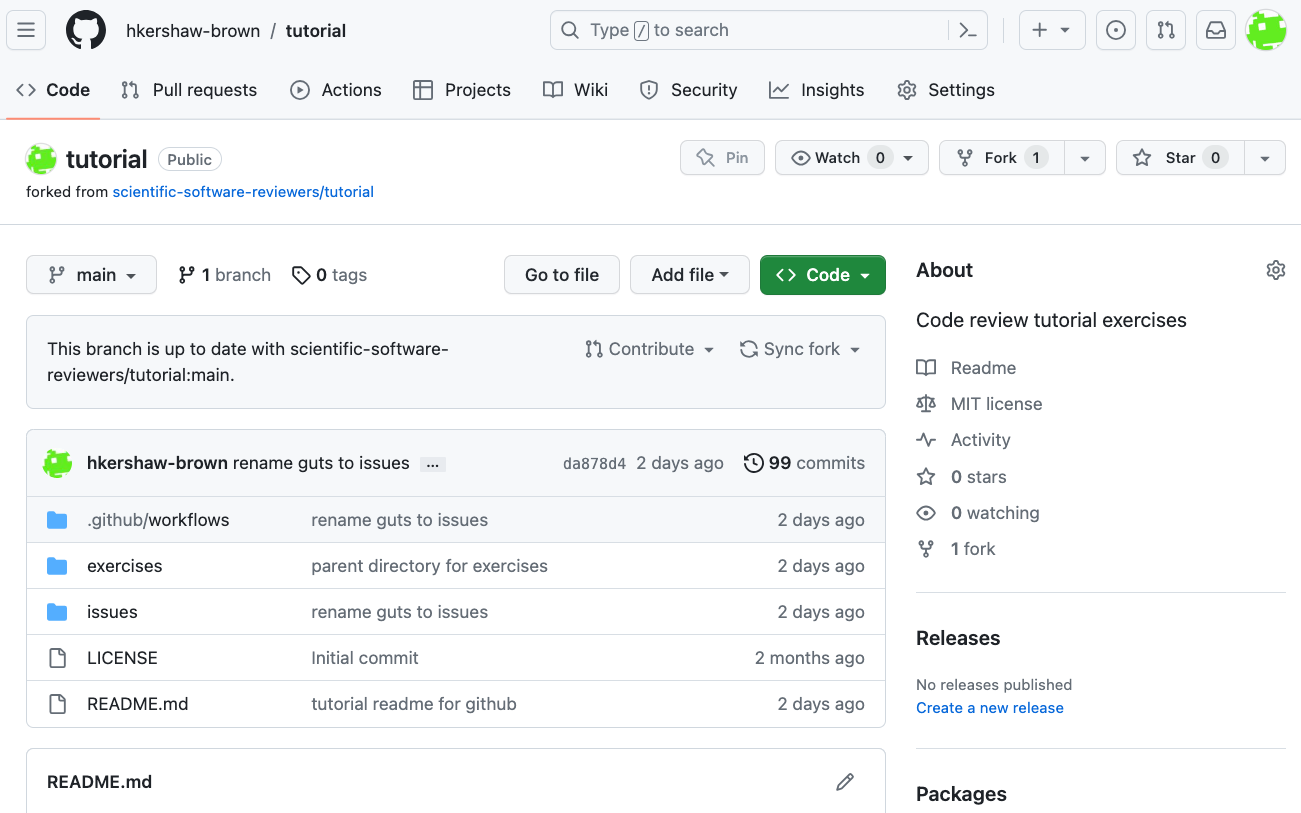 hkershaw-brown / tutorial
Type / to search
Code
Pull requests
Actions
Projects
Wiki
Security
Insights
Settings
tutorial Public
Pin
Watch 0
Fork 1
Star 0
forked from scientific-software-reviewers/tutorial
main
1 branch
0 tags
Go to file
Add file
Code
This branch is up to date with scientific-software-
reviewers/tutorial:main.
Contribute
Sync fork
hkershaw-brown rename guts to issues ... da878d4 2 days ago 99 commits
.github/workflows rename guts to issues 2 days ago
exercises parent directory for exercises 2 days ago
issues rename guts to issues 2 days ago
LICENSE Initial commit 2 months ago
README.md tutorial readme for github 2 days ago
README.md
About
Code review tutorial exercises
Readme
MIT license
Activity
0 stars
0 watching
1 fork
Releases
No releases published
Create a new release
Packages